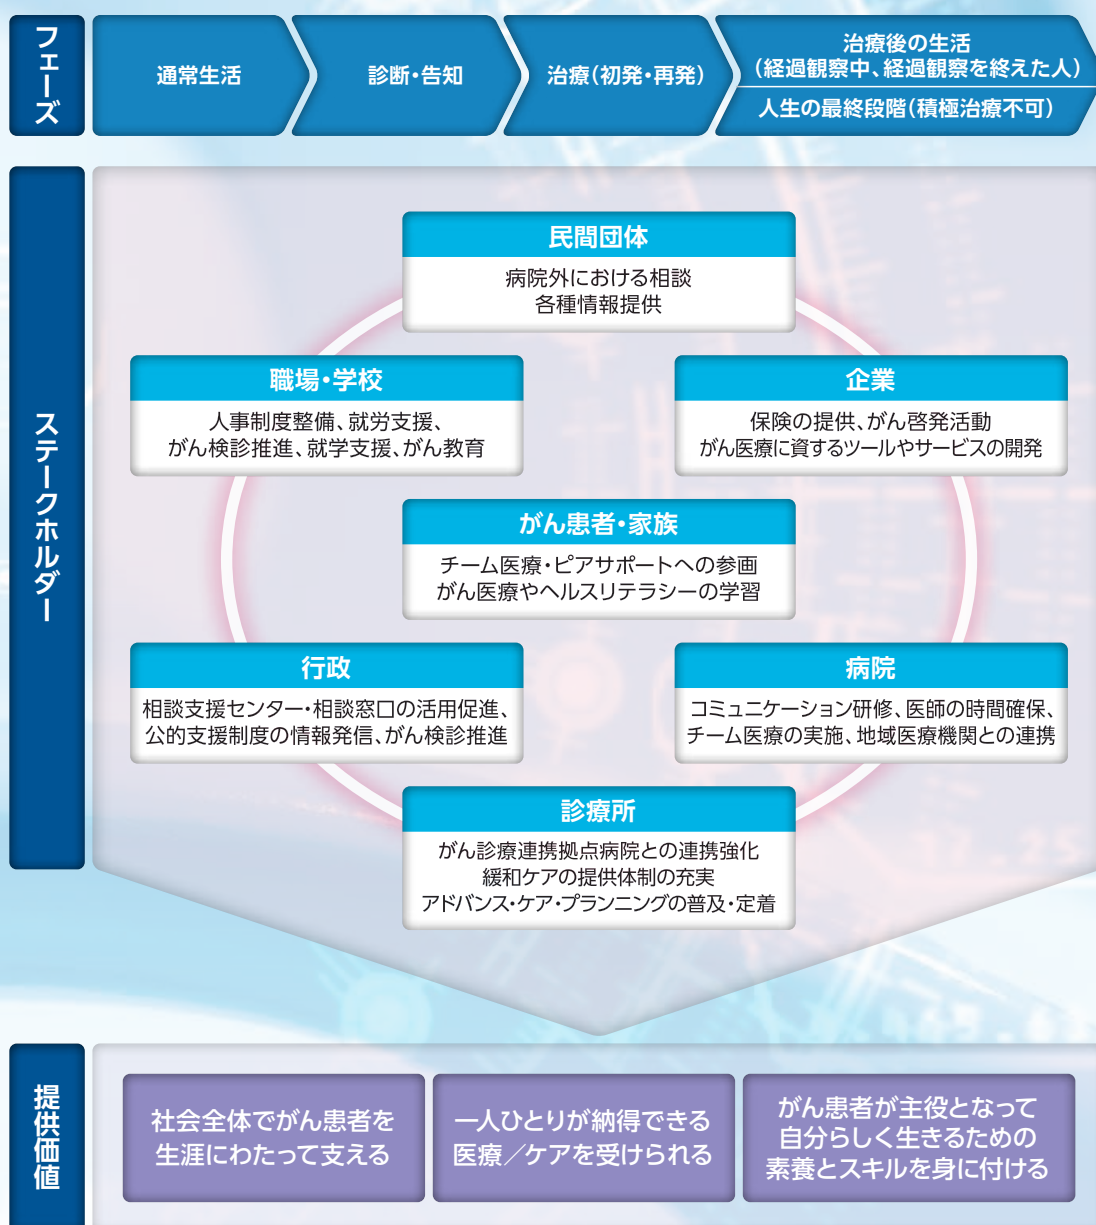 フェーズ
通常生活
診断・告知
治療（初発・再発）
治療後の生活
（経過観察中、経過観察を終えた人）
人生の最終段階（積極治療不可）
ステークホルダー
民間団体
病院外における相談
各種情報提供
職場・学校
人事制度整備、就労支援、
がん検診推進、就学支援、がん教育
企業
保険の提供、がん啓発活動
がん医療に資するツールやサービスの開発
がん患者・家族
チーム医療・ピアサポートへの参画
がん医療やヘルスリテラシーの学習
行政
相談支援センター・相談窓口の活用促進、
公的支援制度の情報発信、がん検診推進
病院
コミュニケーション研修、医師の時間確保、
チーム医療の実施、地域医療機関との連携
診療所
がん診療連携拠点病院との連携強化
緩和ケアの提供体制の充実
アドバンス・ケア・プランニングの普及・定着
提供価値
社会全体でがん患者を
生涯にわたって支える
一人ひとりが納得できる
医療／ケアを受けられる
がん患者が主役となって
自分らしく生きるための
素養とスキルを身に付ける